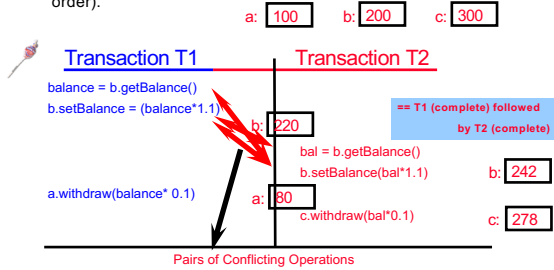 order).
a: 100 b: 200 c: 300
Transaction T1 Transaction T2
balance = b.getBalance()
b.setBalance = (balance*1.1)
== T1 (complete) followed
by T2 (complete)
b: 220
bal = b.getBalance()
b.setBalance(bal*1.1)
b: 242
a.withdraw(balance* 0.1)
a: 80
c.withdraw(bal*0.1)
c: 278
Pairs of Conflicting Operations